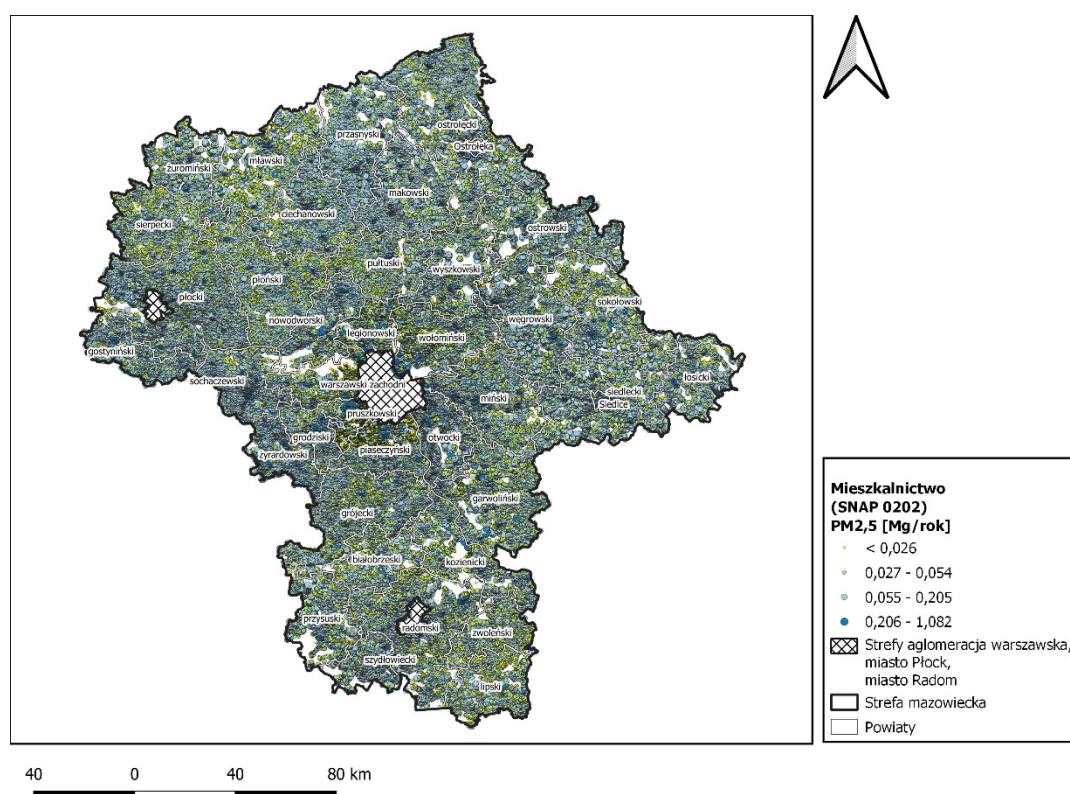 ostrołęcki
przasnyski
Ostrołęka
mławski
żuromiński
makowski
ciechanowski
sierpecki
ostrowski
pułtuski
wyszkowski
płoński
płocki
sokołowski
nowodworski
węgrowski
legionowski
wołomiński
gostyniński
sochaczewski
warszawski zachodni
łosicki
siedlecki
miński
Siedlce
pruszkowski
grodziski
otwocki
piaseczyński
żyrardowski
garwoliński
grójecki
białobrzeski
kozienicki
przysuski
radomski
zwoleński
szydłowiecki
lipski
Mieszkalnictwo
(SNAP 0202)
PM2,5 [Mg/rok]
< 0,026
0,027 - 0,054
0,055 - 0,205
0,206 - 1,082
Strefy aglomeracja warszawska,
miasto Płock,
miasto Radom
Strefa mazowiecka
Powiaty
40 0 40 80 km